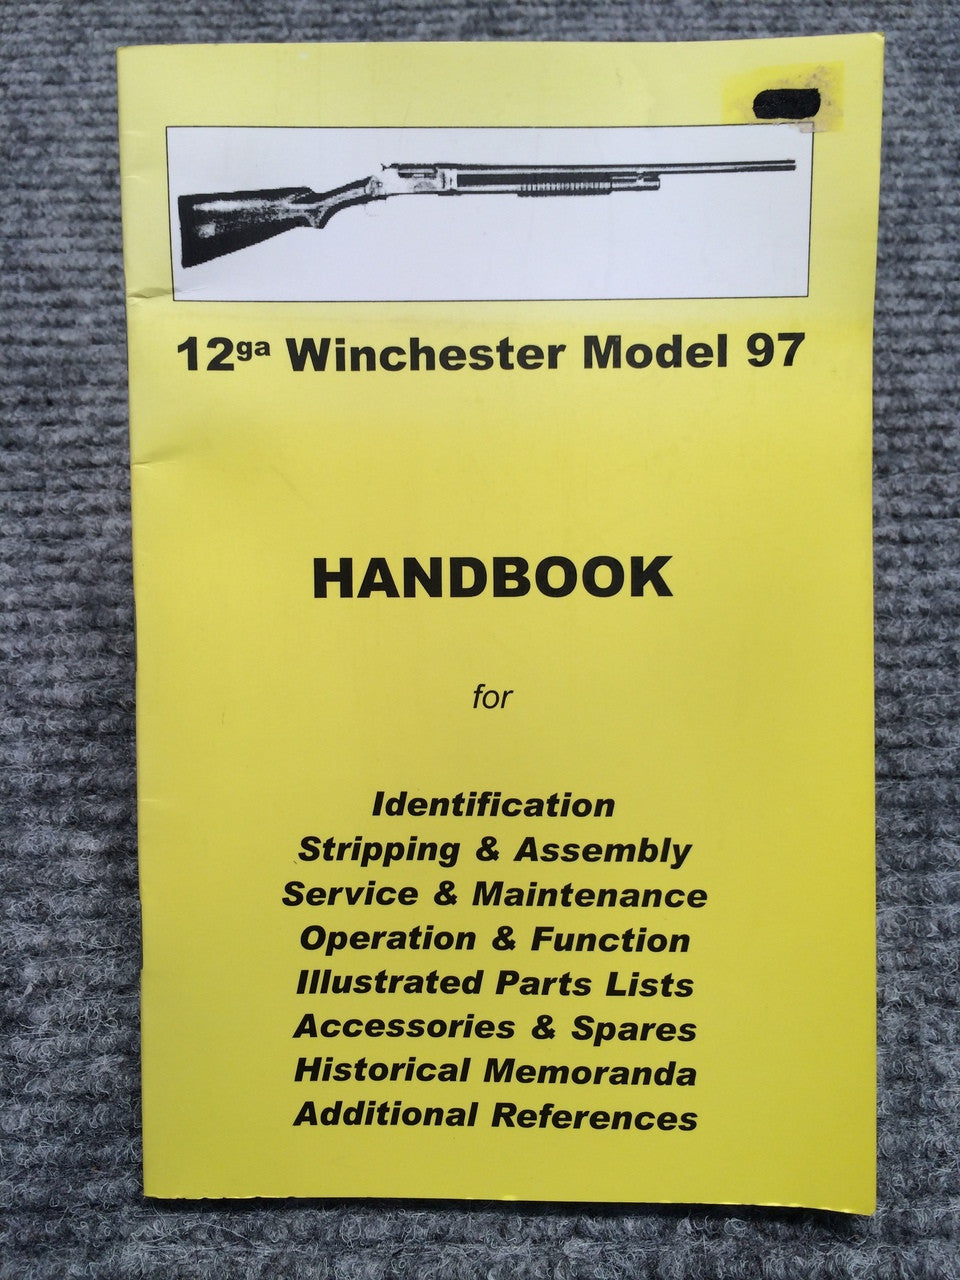 12ga Winchester Model 97
HANDBOOK
for
Identification
Stripping & Assembly
Service & Maintenance
Operation & Function
Illustrated Parts Lists
Accessories & Spares
Historical Memoranda
Additional References